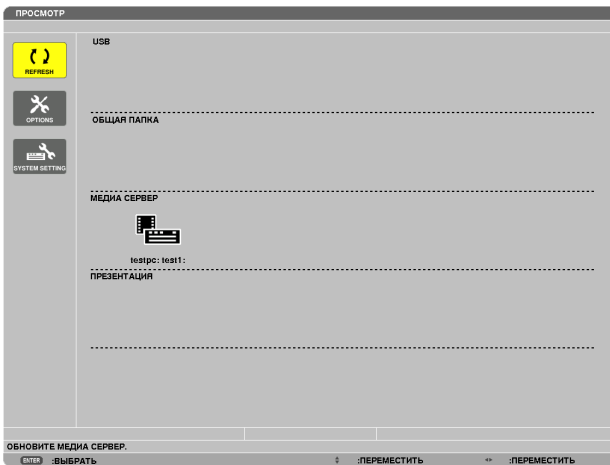 ПРОСМОТР
USB
REFRESH
OPTIONS
ОБЩАЯ ПАПКА
SYSTEM SETTING
МЕДИА СЕРВЕР
testpc: test1:
ПРЕЗЕНТАЦИЯ
ОБНОВИТЕ МЕДИА СЕРВЕР.
ENTER :ВЫБРАТЬ :ПЕРЕМЕСТИТЬ :ПЕРЕМЕСТИТЬ